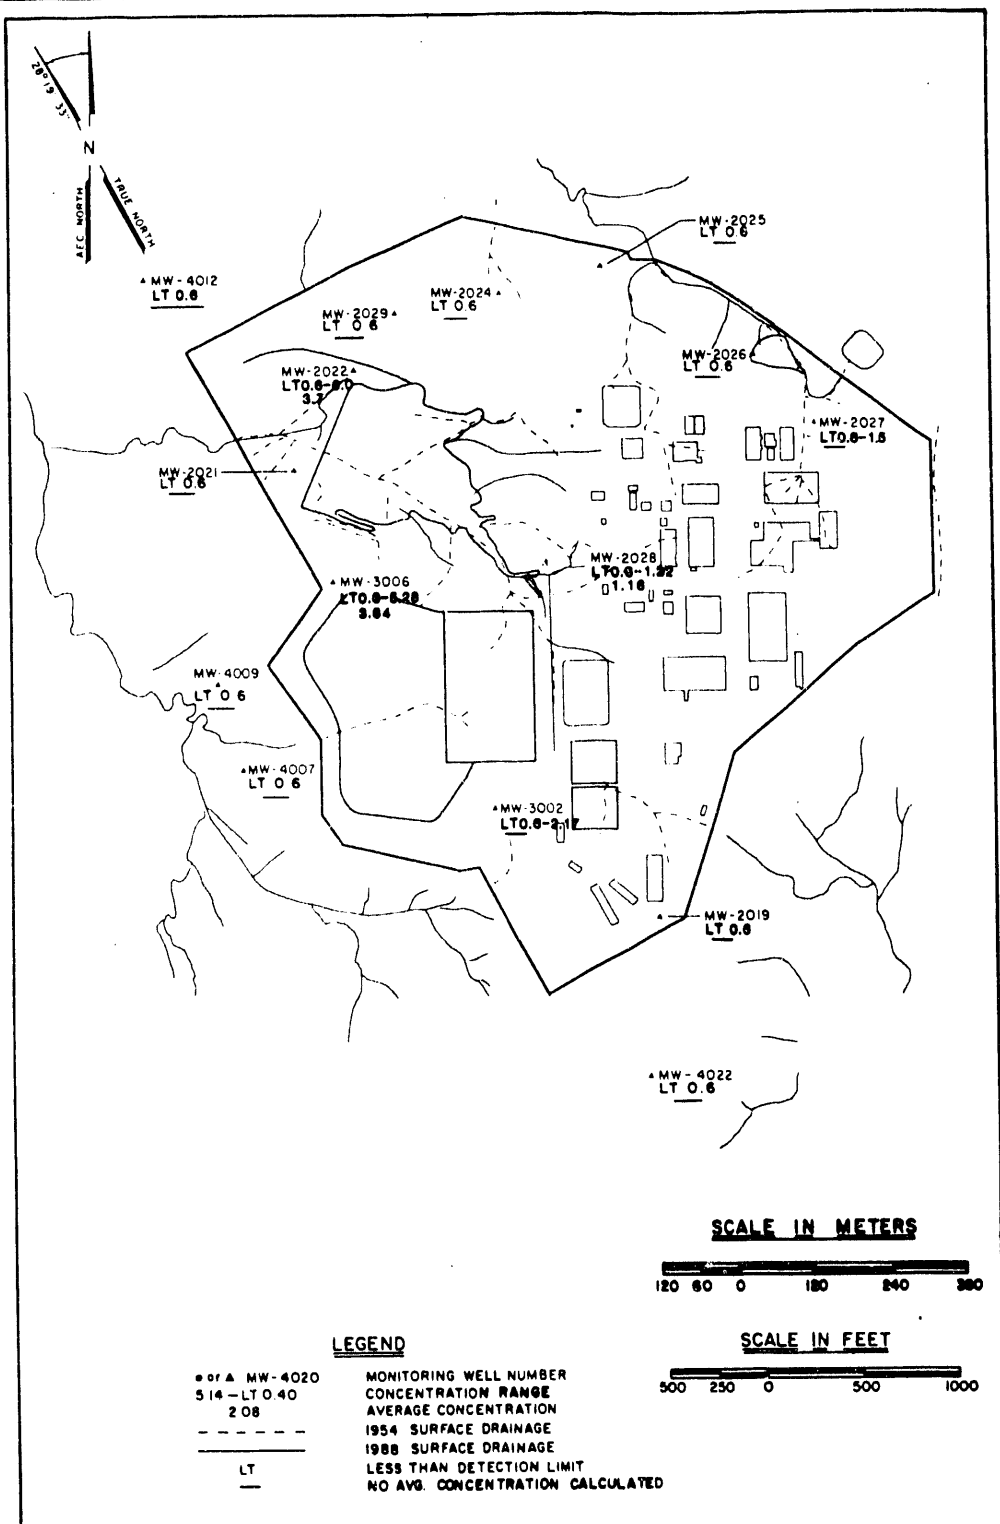 28° 19' 33"
N
AEC NORTH
TRUE NORTH
MW-2025
LT 0.6
MW-4012
LT 0.6
MW-2024
LT 0.6
MW-2029
LT 0.6
MW-2026
LT 0.6
MW-2022
3.7
MW-2027
LT0.6-1.5
MW-2021
LT 0.6
MW-2028
1.16
MW-3006
3.64
MW-4009
LT 0 6
MW-4007
LT 0 6
MW-3002
LT0.6-2.17
MW-2019
LT 0.6
MW-4022
LT 0.6
SCALE IN METERS
120 60 0 120 240 360
SCALE IN FEET
500 250 0 500 1000
LEGEND
or MW-4020 MONITORING WELL NUMBER
5 14-LT 0.40 CONCENTRATION RANGE
2 08 AVERAGE CONCENTRATION
1954 SURFACE DRAINAGE
1988 SURFACE DRAINAGE
LT LESS THAN DETECTION LIMIT
NO AVG. CONCENTRATION CALCULATED